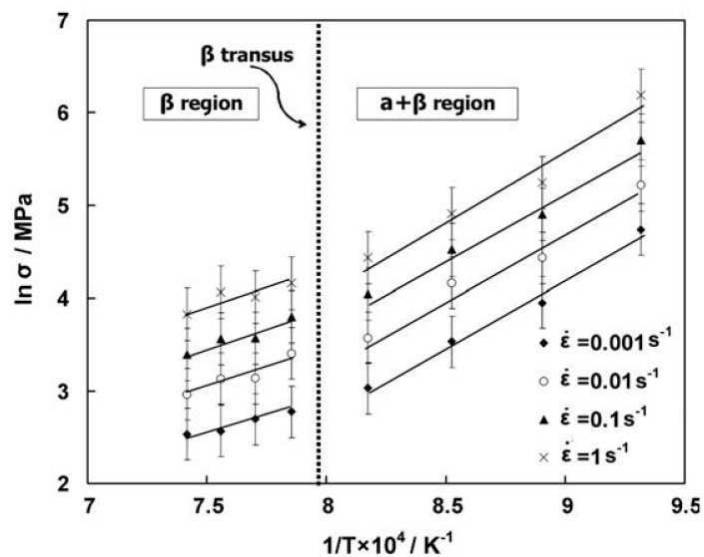 7
6
5
4
3
2
ln σ / MPa
β transus
β region
a+β region
ε̇ =0.001 s⁻¹
ε̇ =0.01 s⁻¹
ε̇ =0.1 s⁻¹
ε̇ =1 s⁻¹
7 7.5 8 8.5 9 9.5
1/T×10⁴ / K⁻¹